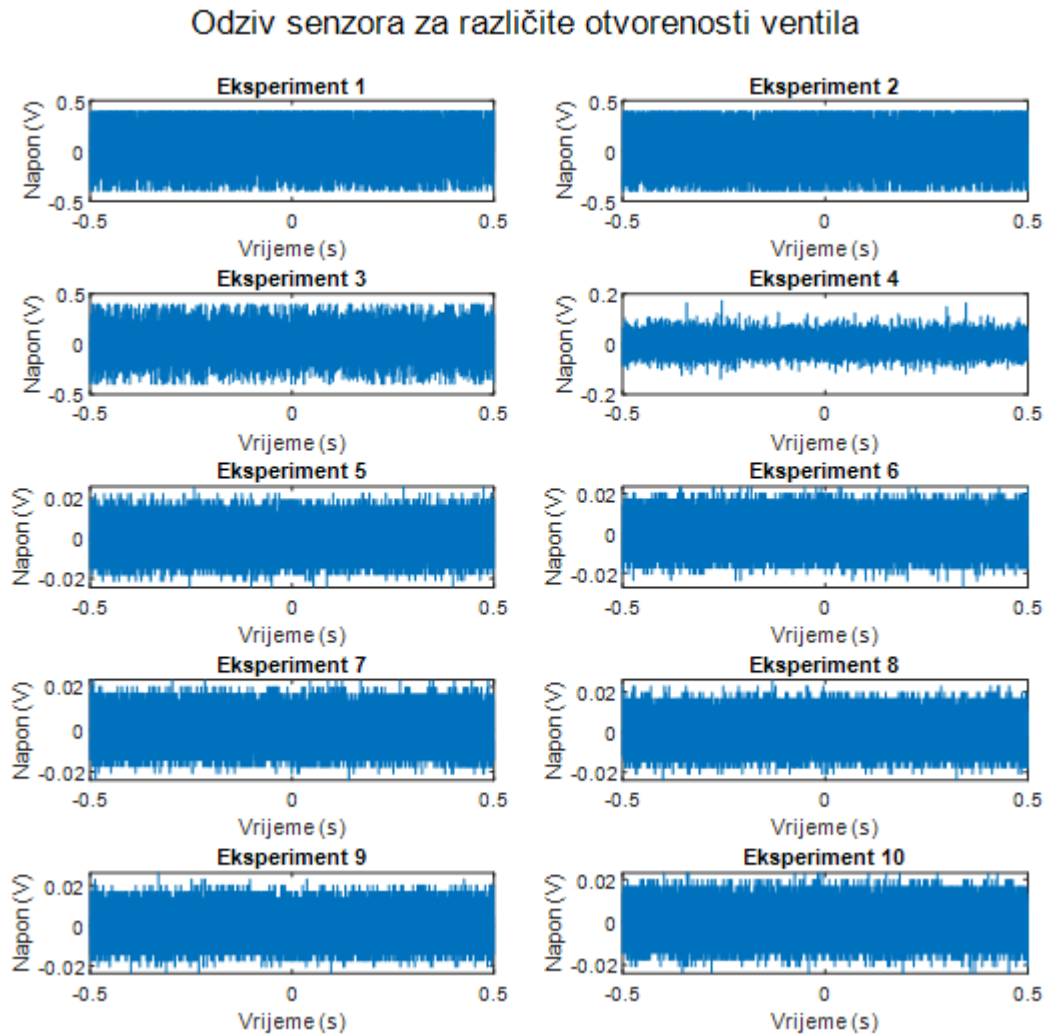 Odziv senzora za različite otvorenosti ventila
Eksperiment 1
Napon (V)
0.5
0
-0.5
-0.5
0
0.5
Vrijeme (s)
Eksperiment 2
Napon (V)
0.5
0
-0.5
-0.5
0
0.5
Vrijeme (s)
Eksperiment 3
Napon (V)
0.5
0
-0.5
-0.5
0
0.5
Vrijeme (s)
Eksperiment 4
Napon (V)
0.2
0
-0.2
-0.5
0
0.5
Vrijeme (s)
Eksperiment 5
Napon (V)
0.02
0
-0.02
-0.5
0
0.5
Vrijeme (s)
Eksperiment 6
Napon (V)
0.02
0
-0.02
-0.5
0
0.5
Vrijeme (s)
Eksperiment 7
Napon (V)
0.02
0
-0.02
-0.5
0
0.5
Vrijeme (s)
Eksperiment 8
Napon (V)
0.02
0
-0.02
-0.5
0
0.5
Vrijeme (s)
Eksperiment 9
Napon (V)
0.02
0
-0.02
-0.5
0
0.5
Vrijeme (s)
Eksperiment 10
Napon (V)
0.02
0
-0.02
-0.5
0
0.5
Vrijeme (s)